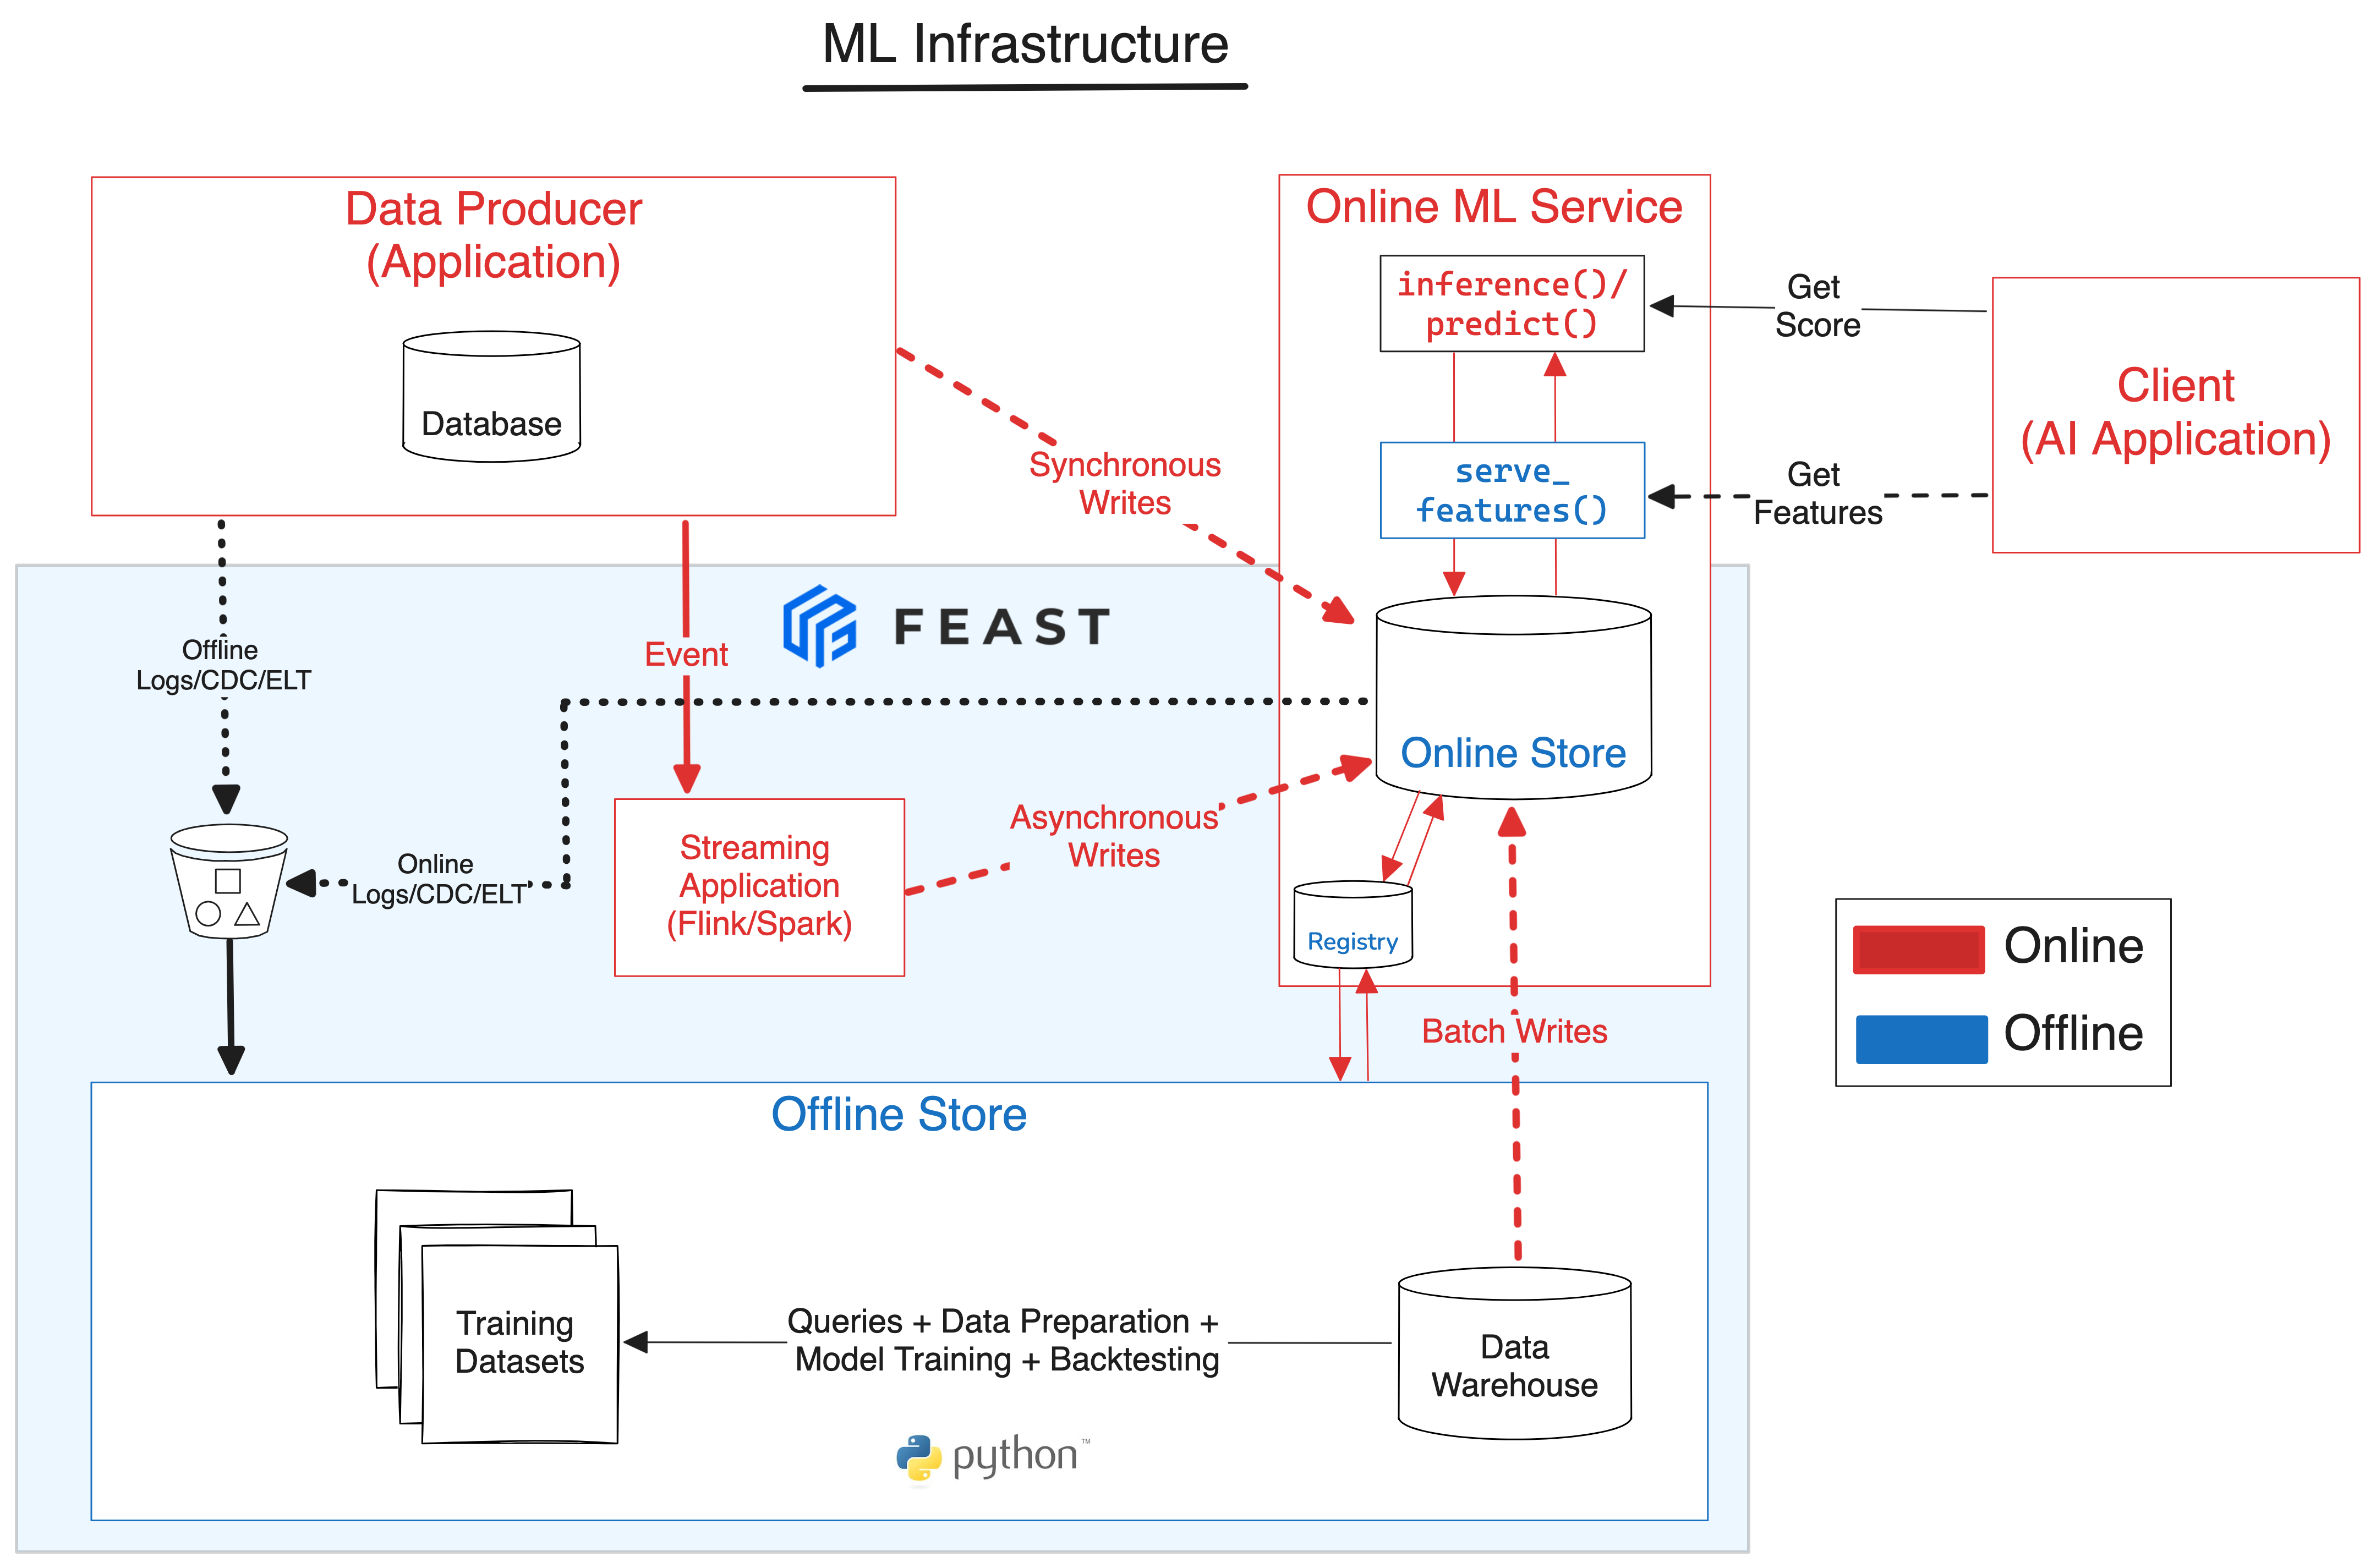 ML Infrastructure
Data Producer
(Application)
Database
Online ML Service
inference()/
predict()
Get
Score
Client
(AI Application)
serve_
features()
Get
Features
Synchronous
Writes
Offline
Logs/CDC/ELT
Event
FEAST
Online Store
Asynchronous
Writes
Streaming
Application
(Flink/Spark)
Online
Logs/CDC/ELT
Registry
Batch Writes
Online
Offline
Offline Store
Training
Datasets
Queries + Data Preparation +
Model Training + Backtesting
Data
Warehouse
python™